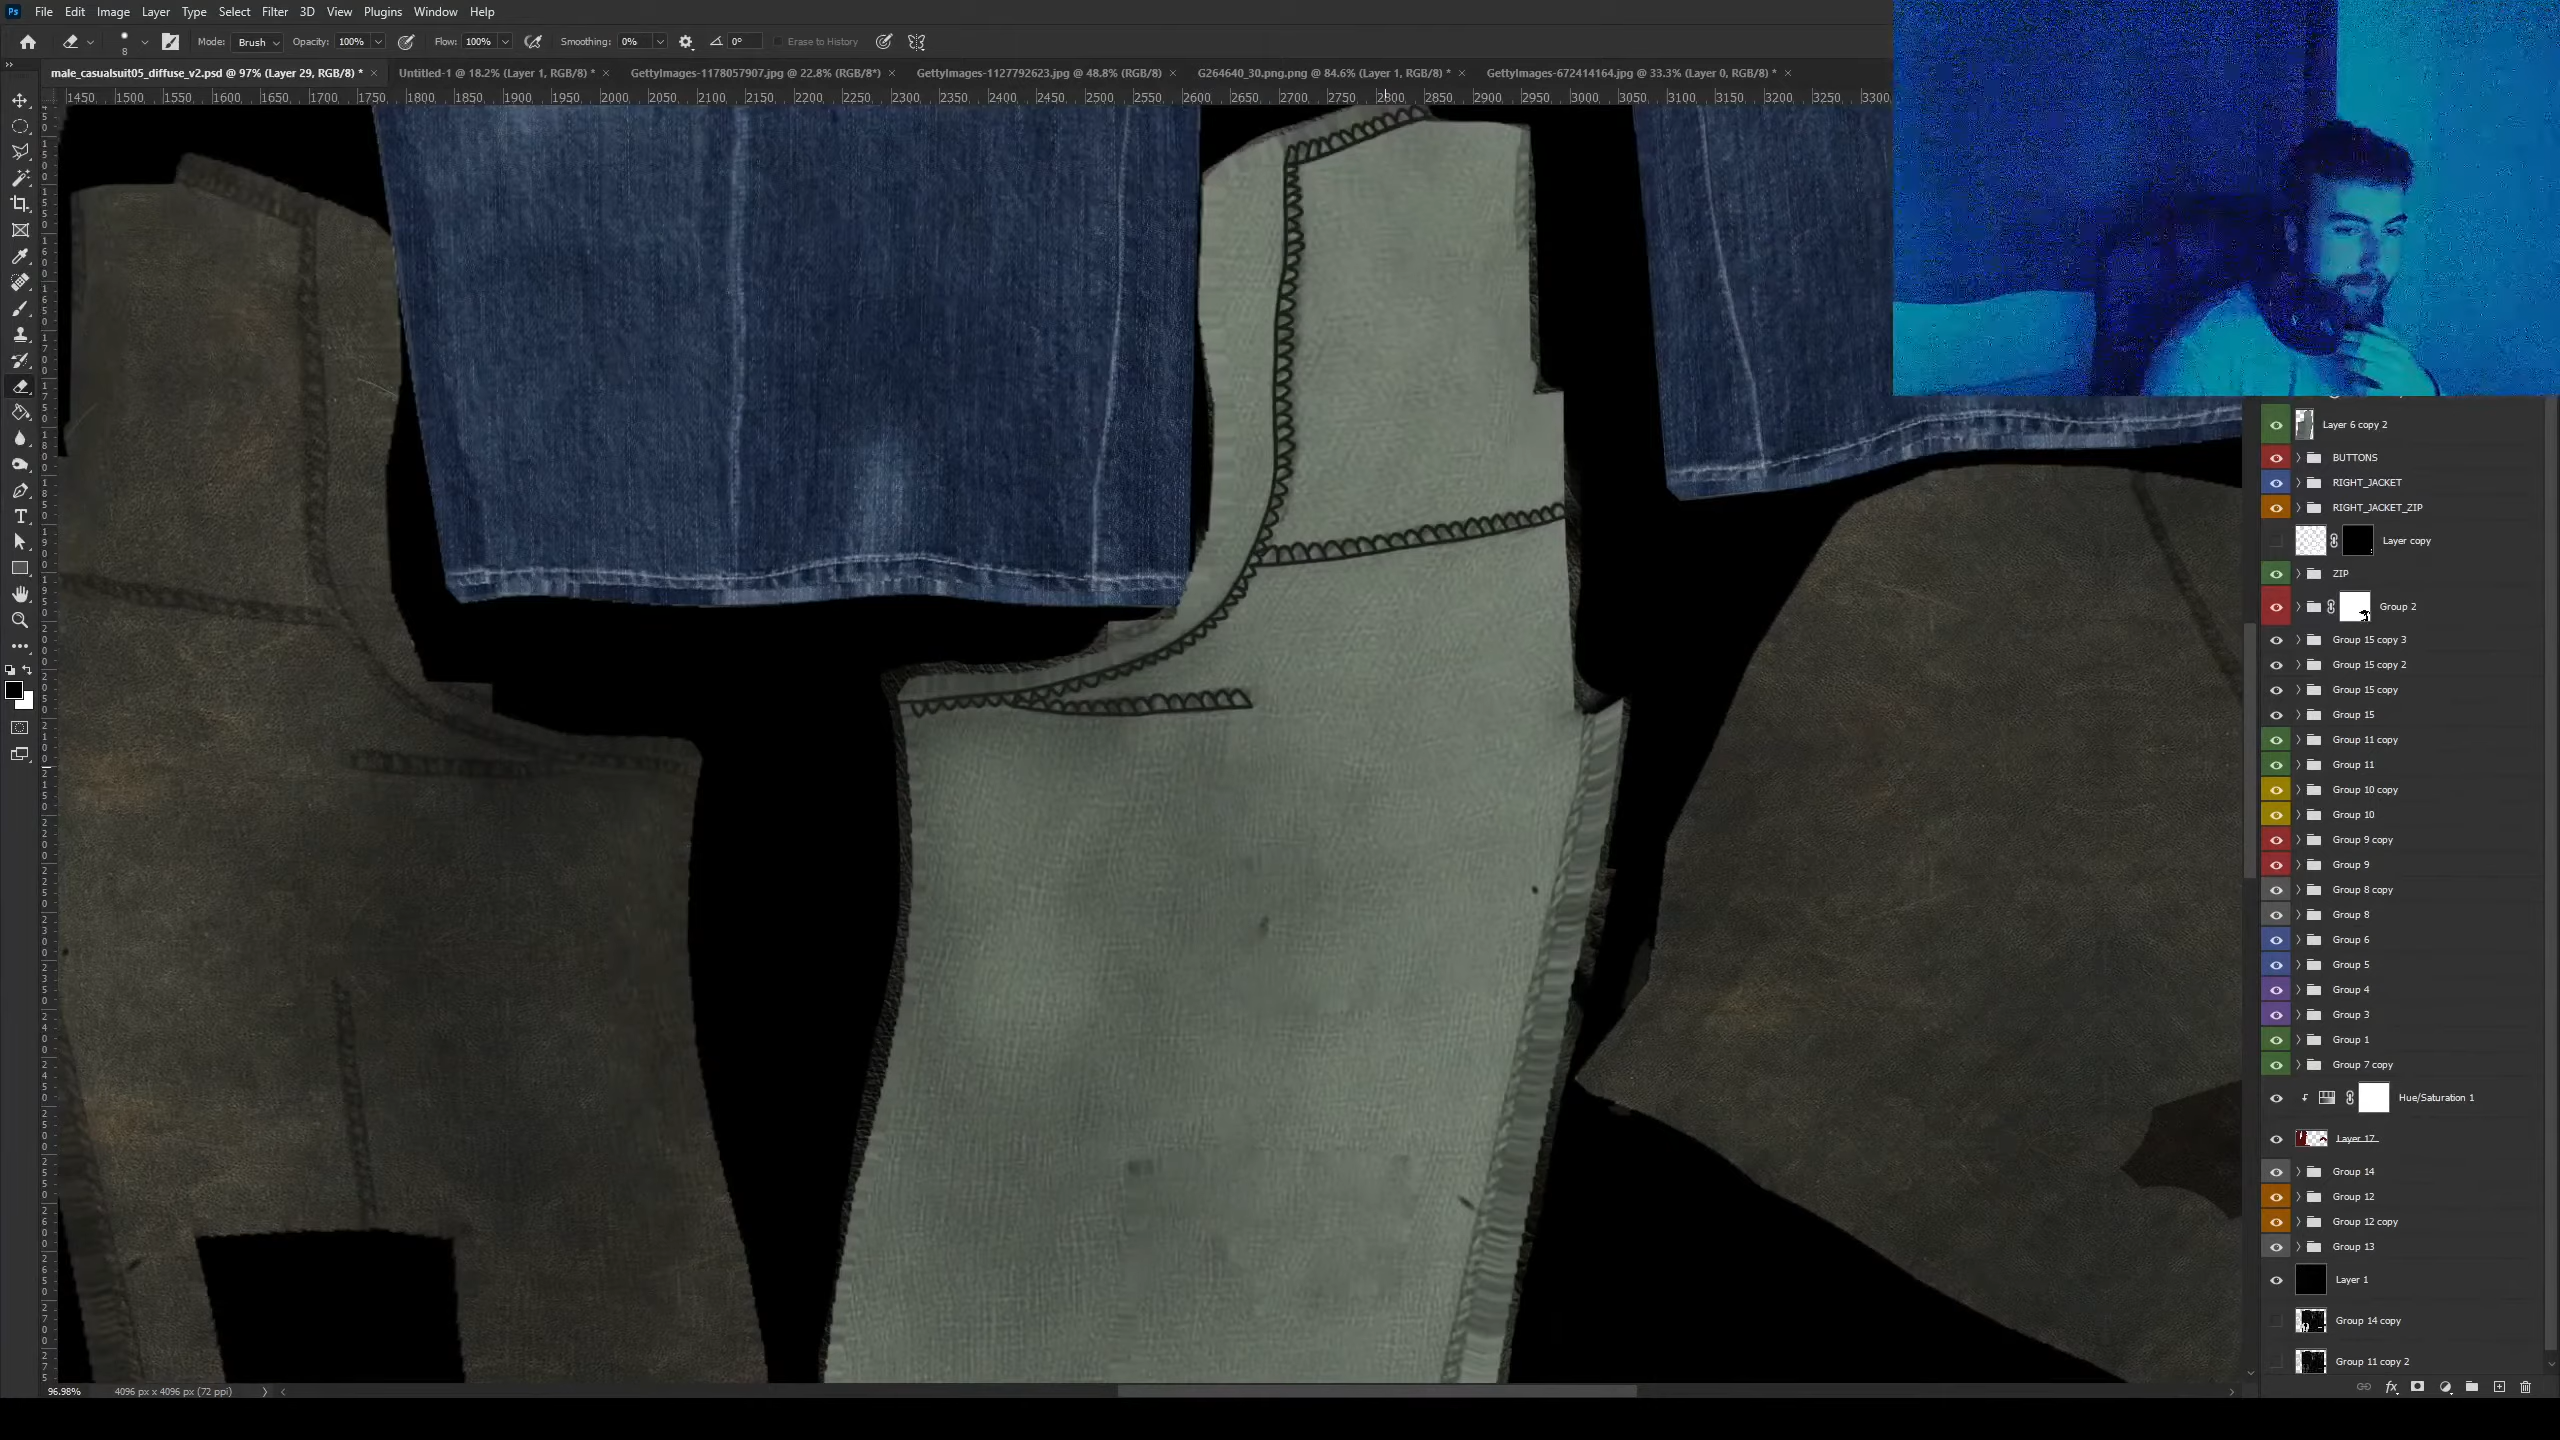 Ps File Edit Image Layer Type Select Filter 3D View Plugins Window Help
8 Mode: Brush Opacity: 100% Flow: 100% Smoothing: 0% 0° Erase to History
male_casualsuit05_diffuse_v2.psd @ 97% (Layer 29, RGB/8) * × Untitled-1 @ 18.2% (Layer 1, RGB/8) * × GettyImages-1178057907.jpg @ 22.8% (RGB/8*) × GettyImages-1127792623.jpg @ 48.8% (RGB/8) × G264640_30.png.png @ 84.6% (Layer 1, RGB/8) * × GettyImages-672414164.jpg @ 33.3% (Layer 0, RGB/8) * ×
1450 1500 1550 1600 1650 1700 1750 1800 1850 1900 1950 2000 2050 2100 2150 2200 2250 2300 2350 2400 2450 2500 2550 2600 2650 2700 2750 2800 2850 2900 2950 3000 3050 3100 3150 3200 3250 3300
Layer 6 copy 2
BUTTONS
RIGHT_JACKET
RIGHT_JACKET_ZIP
Layer copy
ZIP
Group 2
Group 15 copy 3
Group 15 copy 2
Group 15 copy
Group 15
Group 11 copy
Group 11
Group 10 copy
Group 10
Group 9 copy
Group 9
Group 8 copy
Group 8
Group 6
Group 5
Group 4
Group 3
Group 1
Group 7 copy
Hue/Saturation 1
Layer 17
Group 14
Group 12
Group 12 copy
Group 13
Layer 1
Group 14 copy
Group 11 copy 2
96.98% 4096 px x 4096 px (72 ppi)
fx